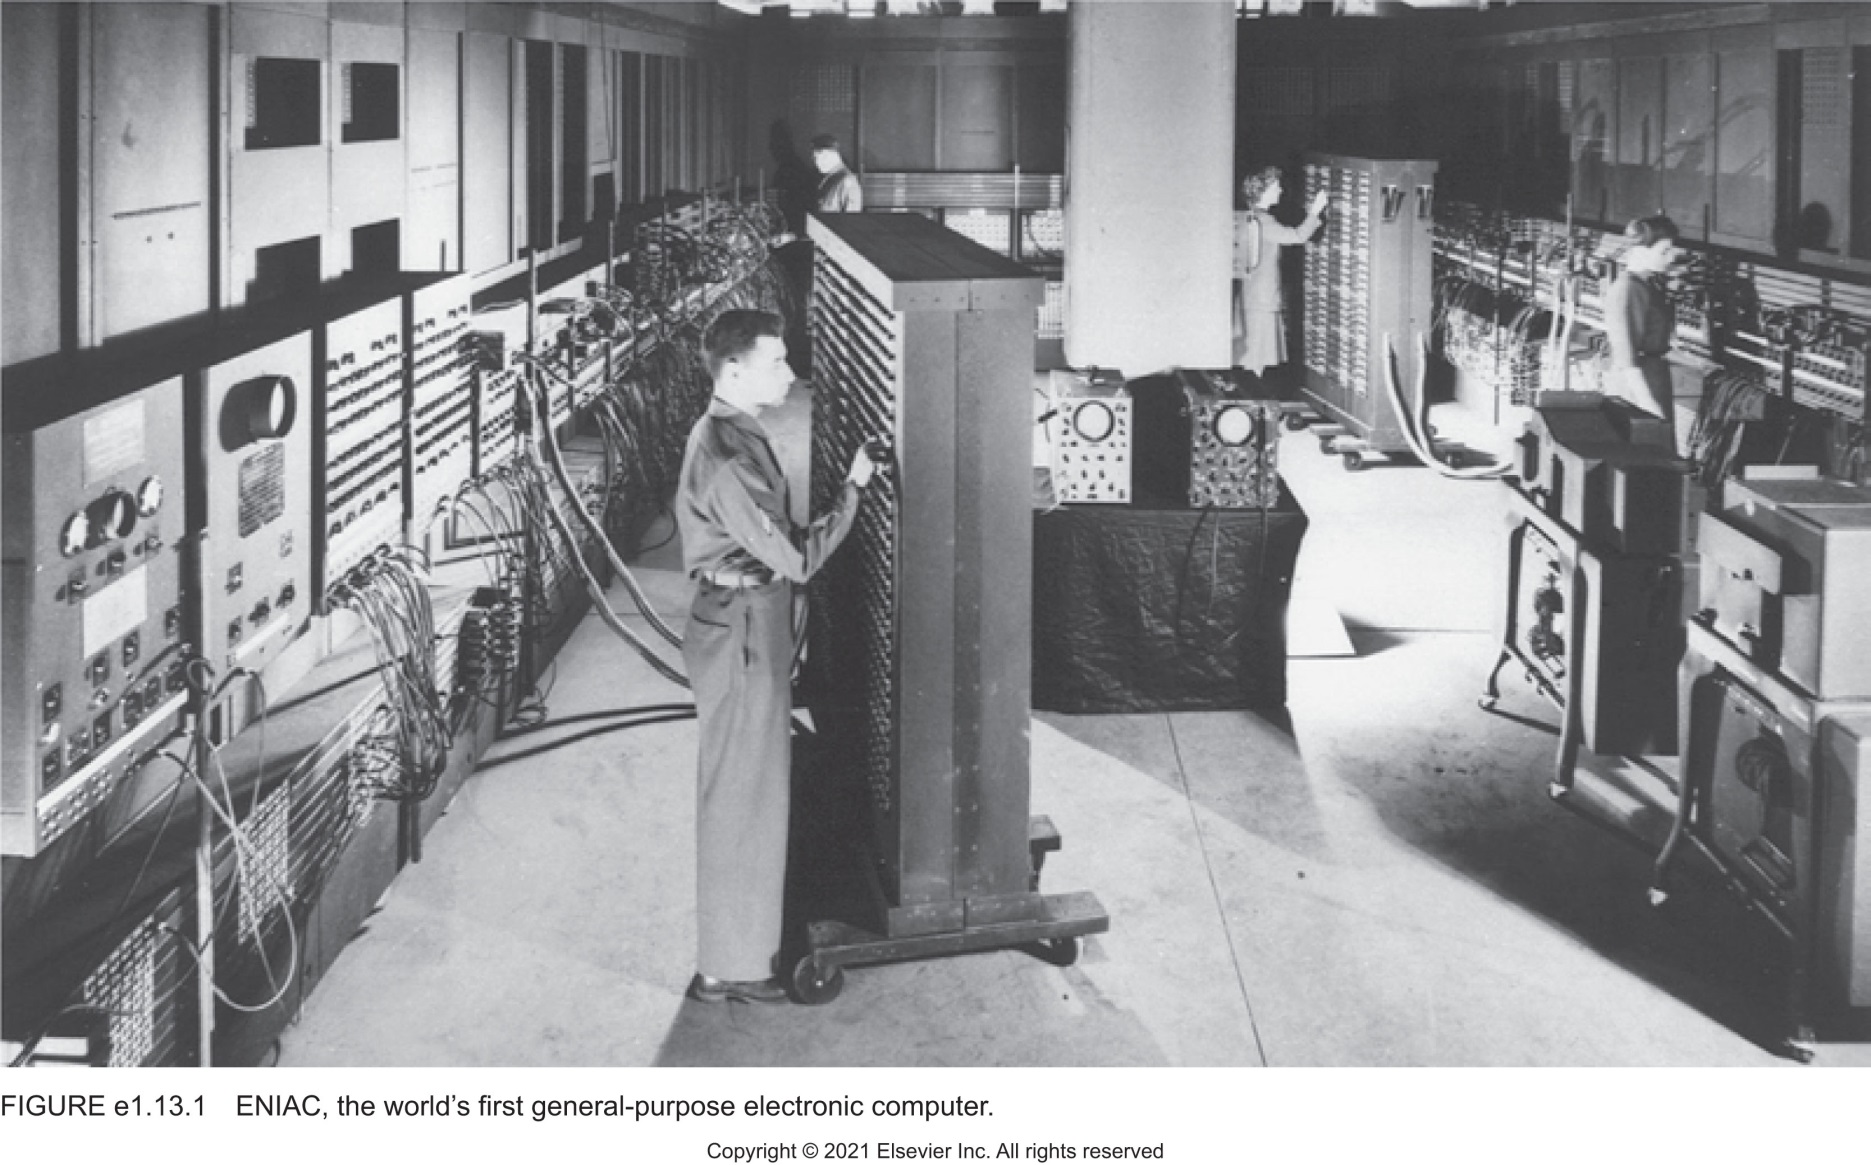 FIGURE e1.13.1 ENIAC, the world’s first general-purpose electronic computer.
Copyright © 2021 Elsevier Inc. All rights reserved